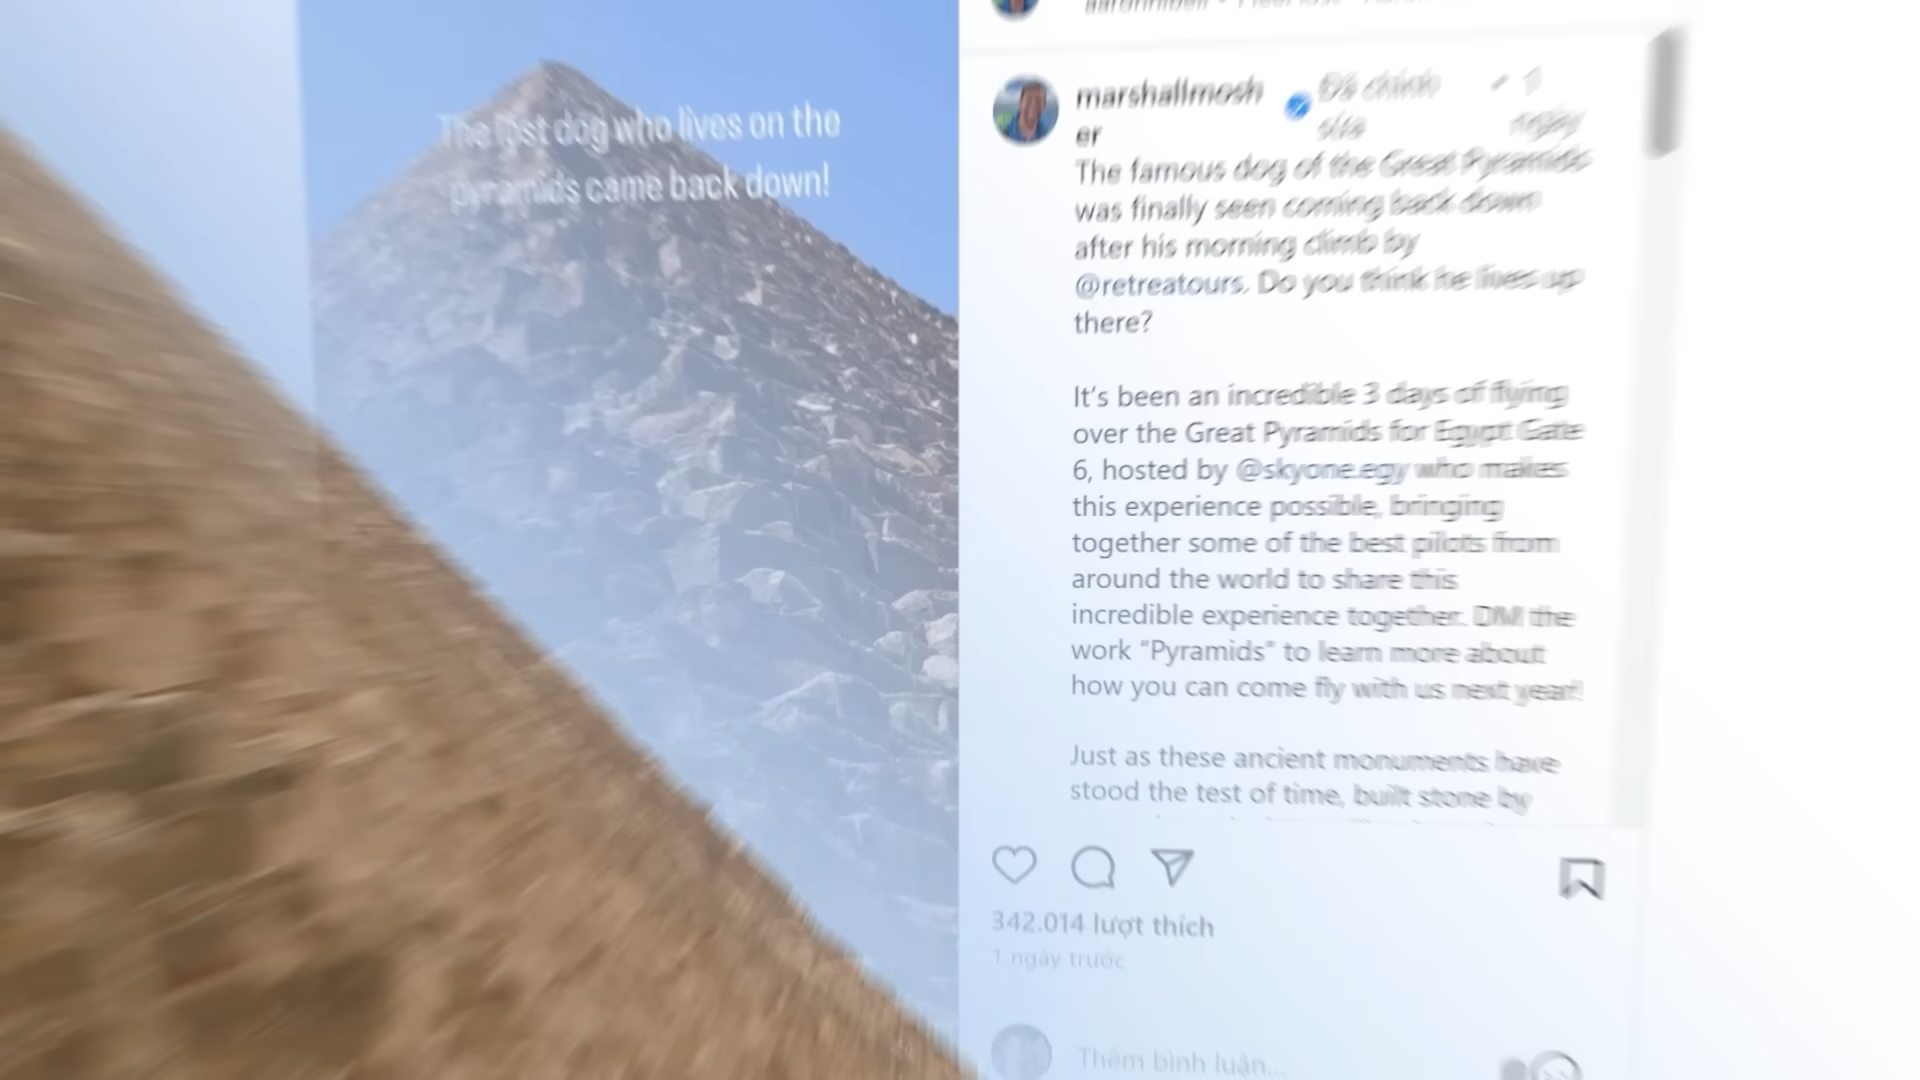 The lost dog who lives on the
pyramids came back down!
marshallmosh
er
Đã chỉnh
sửa
• 1
ngày
The famous dog of the Great Pyramids
was finally seen coming back down
after his morning climb by
@retreatours. Do you think he lives up
there?
It’s been an incredible 3 days of flying
over the Great Pyramids for Egypt Gate
6, hosted by @skyone.egy who makes
this experience possible, bringing
together some of the best pilots from
around the world to share this
incredible experience together. DM the
work “Pyramids” to learn more about
how you can come fly with us next year!
Just as these ancient monuments have
stood the test of time, built stone by
342.014 lượt thích
1 ngày trước
Thêm bình luận...